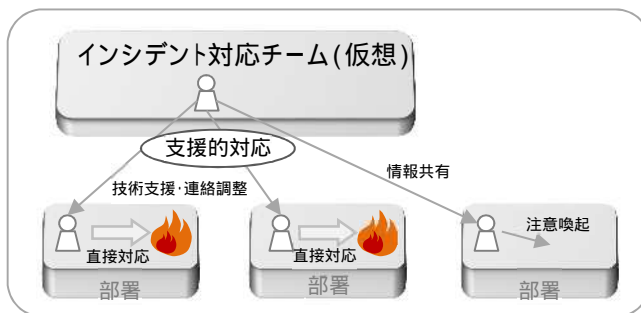 インシデント対応チーム(仮想)
支援的対応
情報共有
技術支援・連絡調整
注意喚起
直接対応
直接対応
部署
部署
部署